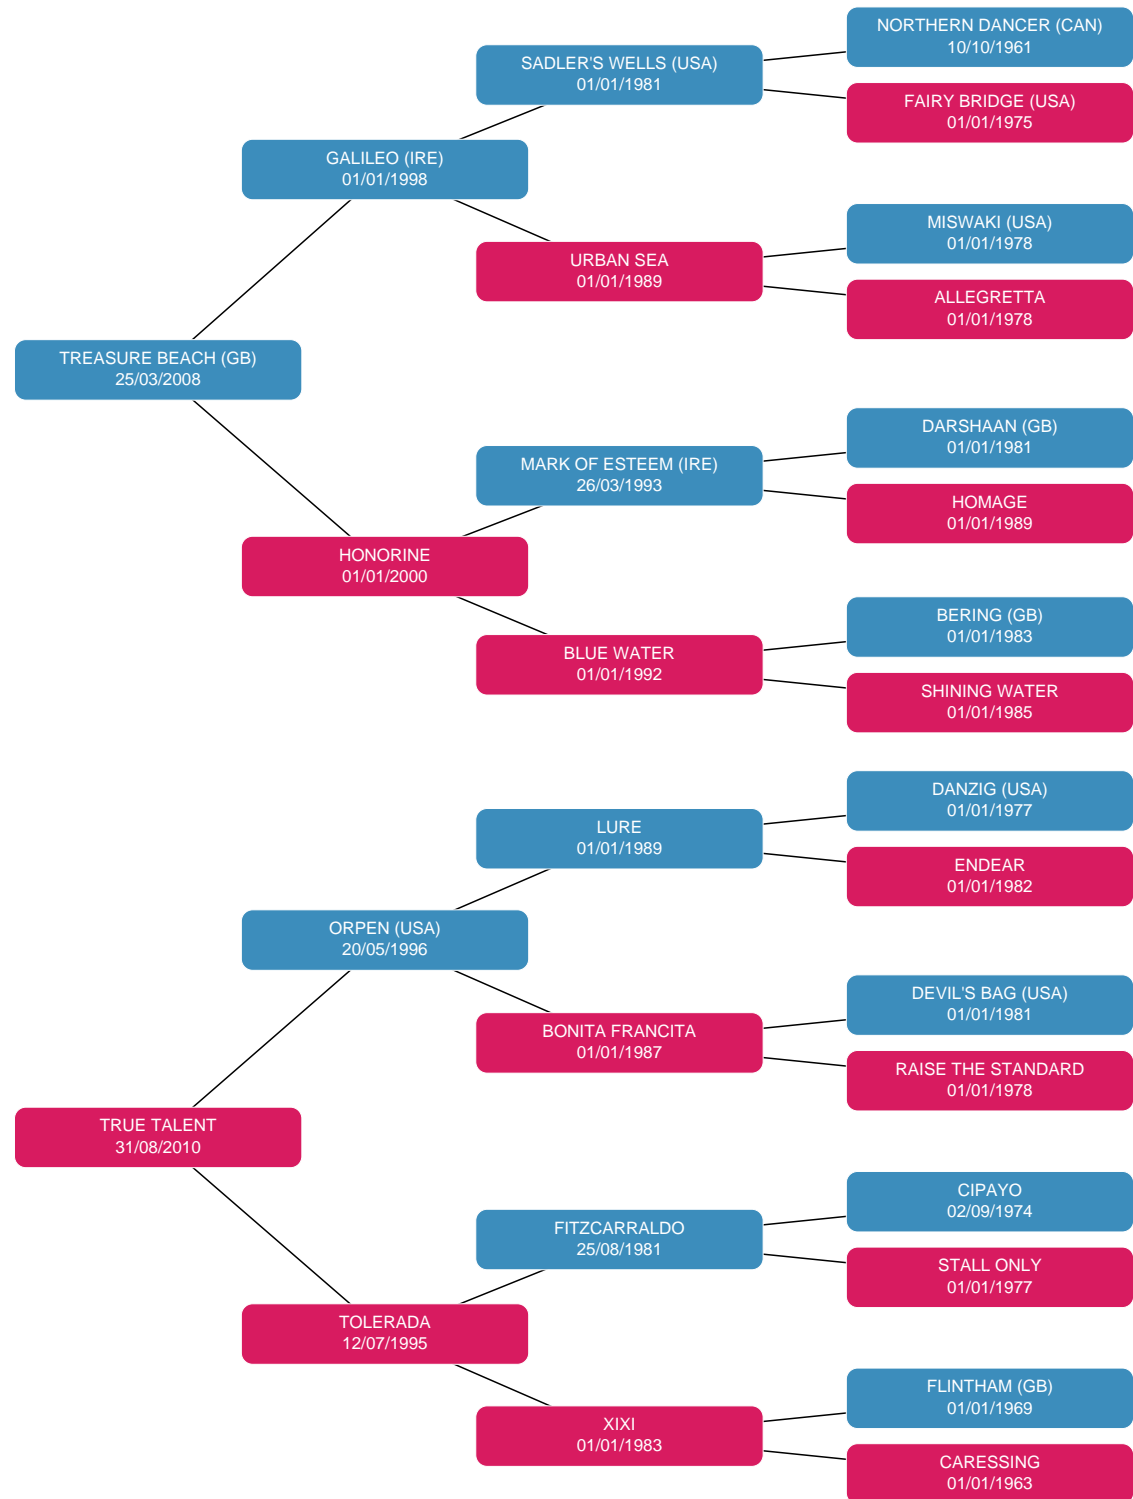 NORTHERN DANCER (CAN)
10/10/1961
SADLER'S WELLS (USA)
01/01/1981
FAIRY BRIDGE (USA)
01/01/1975
GALILEO (IRE)
01/01/1998
MISWAKI (USA)
01/01/1978
URBAN SEA
01/01/1989
ALLEGRETTA
01/01/1978
TREASURE BEACH (GB)
25/03/2008
DARSHAAN (GB)
01/01/1981
MARK OF ESTEEM (IRE)
26/03/1993
HOMAGE
01/01/1989
HONORINE
01/01/2000
BERING (GB)
01/01/1983
BLUE WATER
01/01/1992
SHINING WATER
01/01/1985
DANZIG (USA)
01/01/1977
LURE
01/01/1989
ENDEAR
01/01/1982
ORPEN (USA)
20/05/1996
DEVIL'S BAG (USA)
01/01/1981
BONITA FRANCITA
01/01/1987
RAISE THE STANDARD
01/01/1978
TRUE TALENT
31/08/2010
CIPAYO
02/09/1974
FITZCARRALDO
25/08/1981
STALL ONLY
01/01/1977
TOLERADA
12/07/1995
FLINTHAM (GB)
01/01/1969
XIXI
01/01/1983
CARESSING
01/01/1963